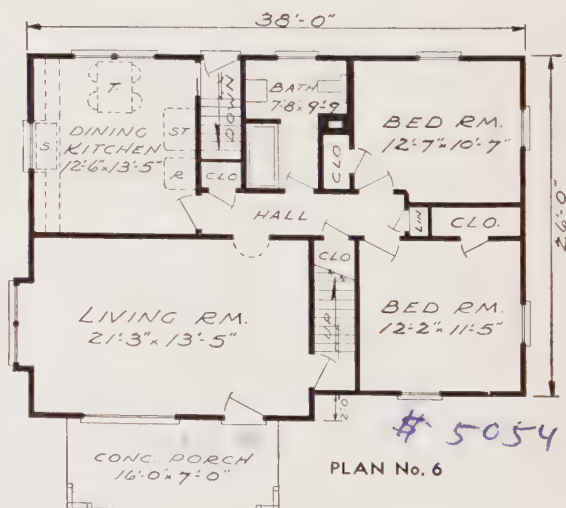 38'-0"
DOWN
BATH
7'-8 x 9'-9
BED RM.
12'-7" x 10'-7"
T
S
DINING
KITCHEN
12'-6" x 13'-5"
ST
R
CLO
CLO
HALL
LIN
CLO.
26'-0"
CLO
UP
LIVING RM.
21'-3" x 13'-5"
BED RM.
12'-2" x 11'-5"
2'-0
# 5054
CONC. PORCH
16'-0 x 7'-0"
PLAN No. 6